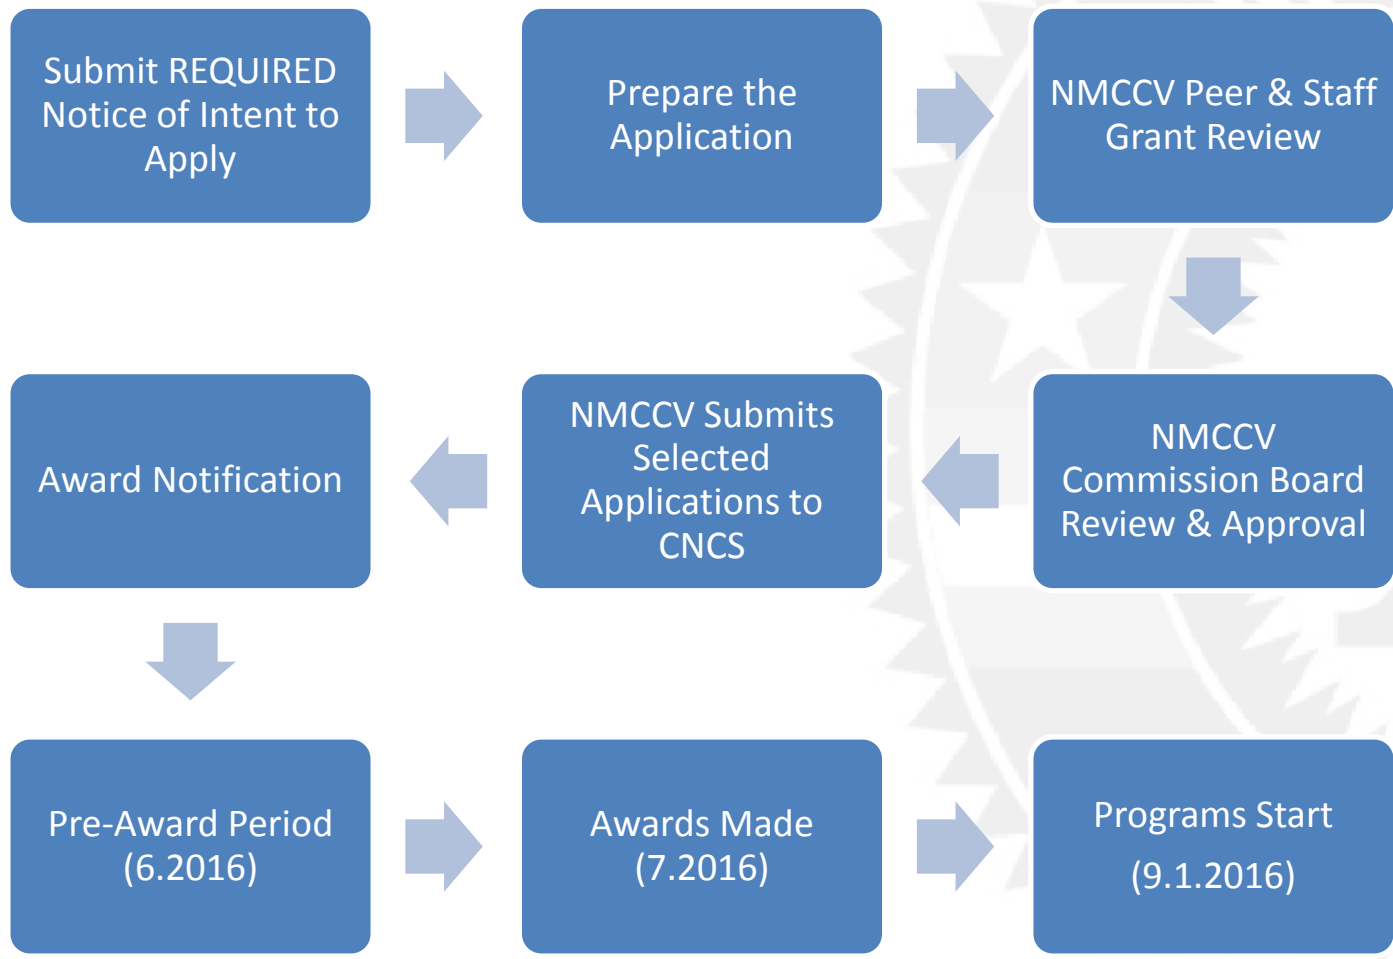 Submit REQUIRED
Notice of Intent to
Apply
Prepare the
Application
NMCCV Peer & Staff
Grant Review
NMCCV
Commission Board
Review & Approval
NMCCV Submits
Selected
Applications to
CNCS
Award Notification
Pre-Award Period
(6.2016)
Awards Made
(7.2016)
Programs Start
(9.1.2016)